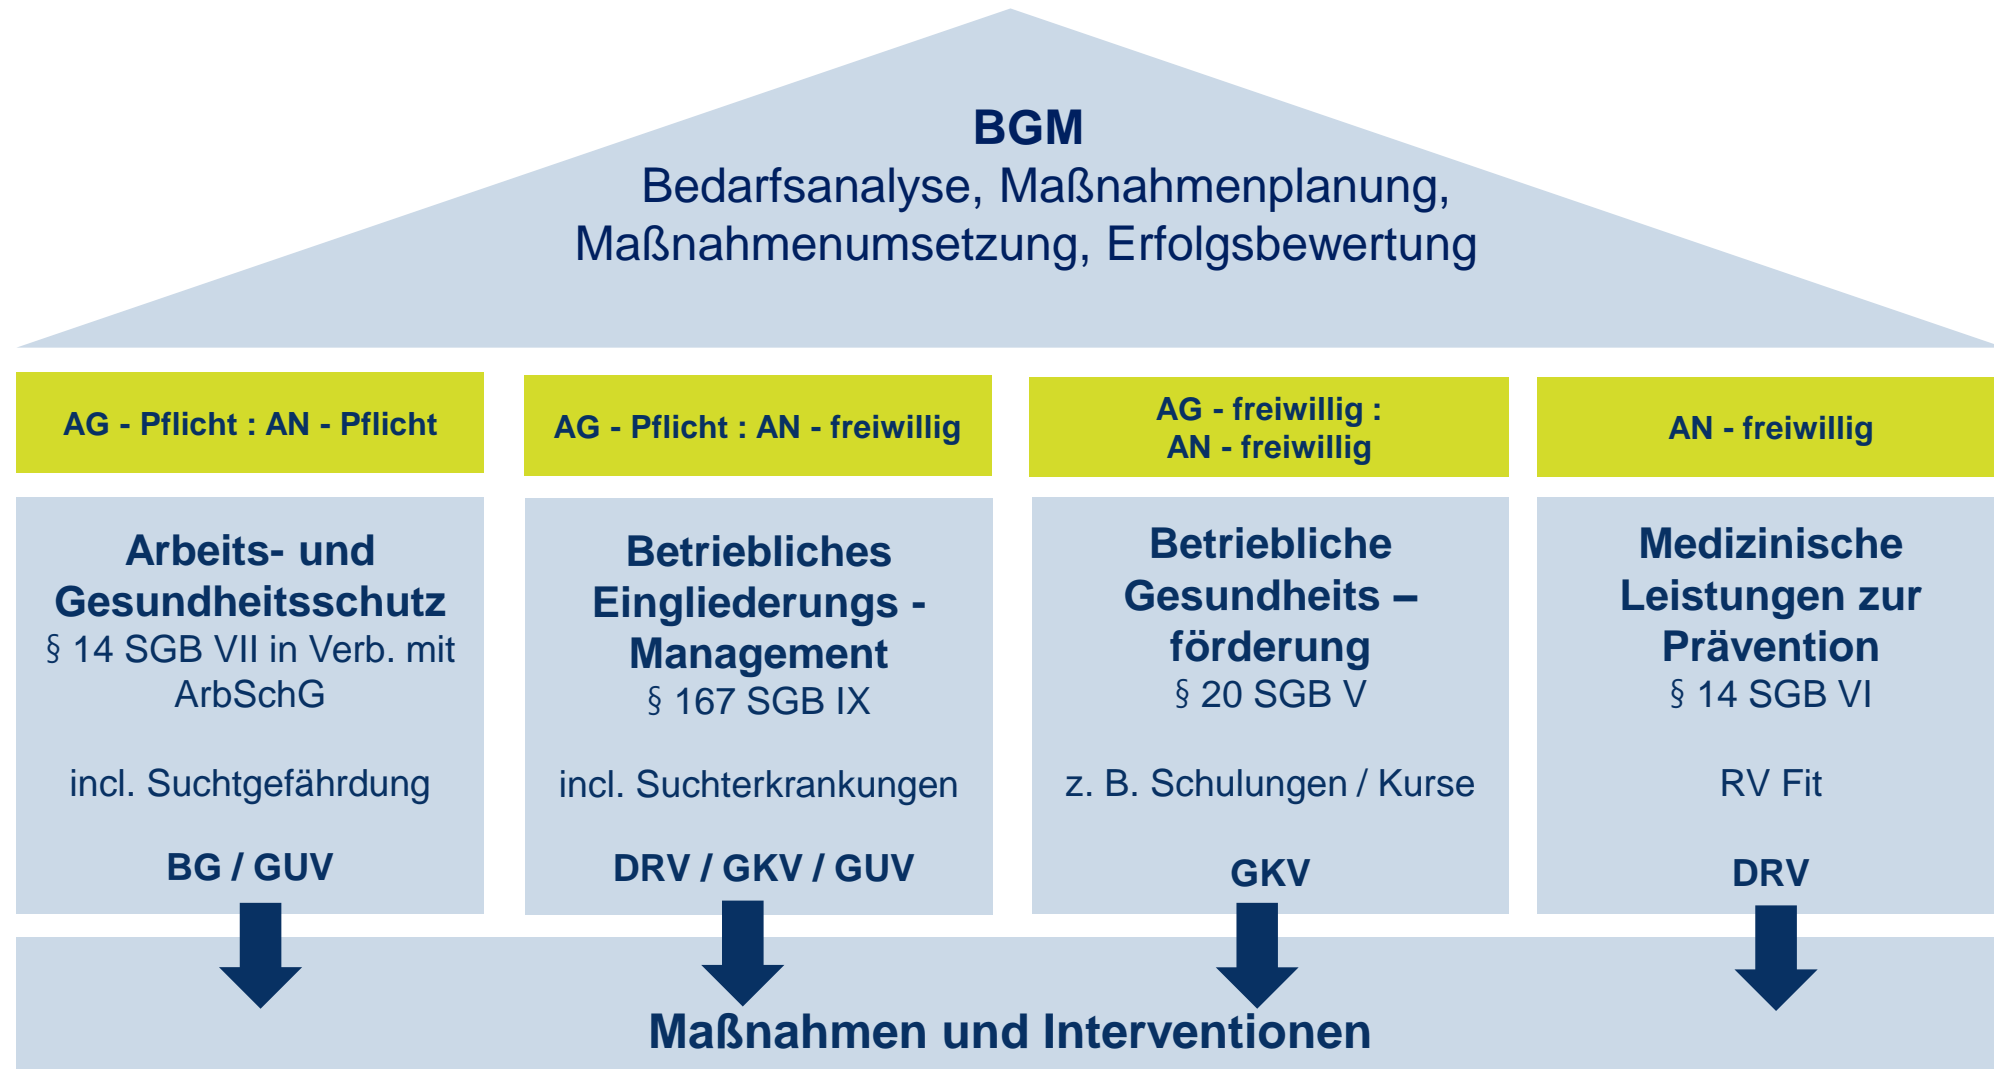 BGM
Bedarfsanalyse, Maßnahmenplanung,
Maßnahmenumsetzung, Erfolgsbewertung
AG - Pflicht : AN - Pflicht
AG - Pflicht : AN - freiwillig
AG - freiwillig :
AN - freiwillig
AN - freiwillig
Arbeits- und
Gesundheitsschutz
§ 14 SGB VII in Verb. mit
ArbSchG
incl. Suchtgefährdung
BG / GUV
Betriebliches
Eingliederungs -
Management
§ 167 SGB IX
incl. Suchterkrankungen
DRV / GKV / GUV
Betriebliche
Gesundheits –
förderung
§ 20 SGB V
z. B. Schulungen / Kurse
GKV
Medizinische
Leistungen zur
Prävention
§ 14 SGB VI
RV Fit
DRV
Maßnahmen und Interventionen